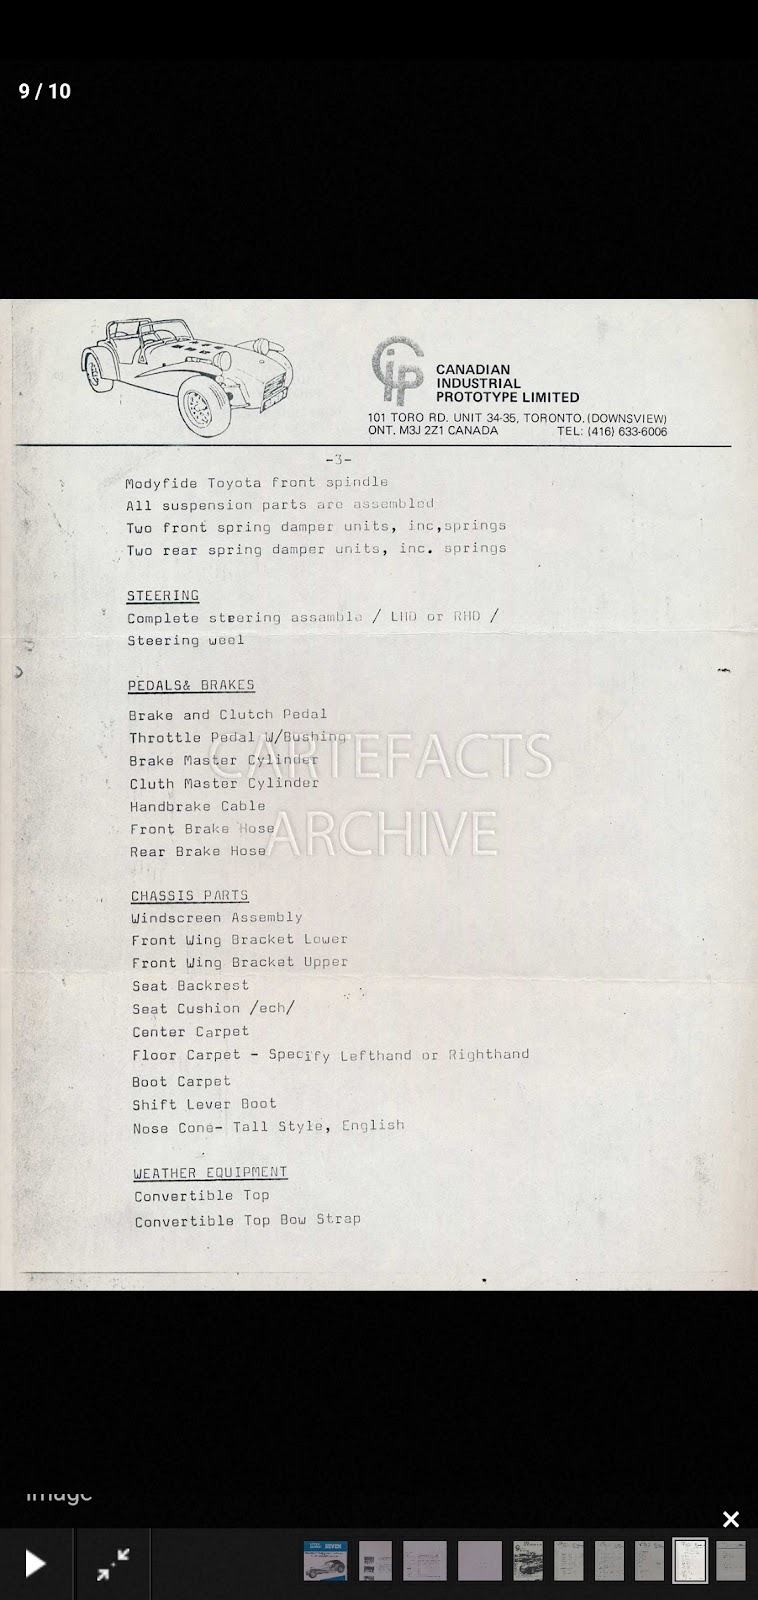 9 / 10
CIP
CANADIAN
INDUSTRIAL
PROTOTYPE LIMITED
101 TORO RD. UNIT 34-35, TORONTO. (DOWNSVIEW)
ONT. M3J 2Z1 CANADA TEL: (416) 633-6006
-3-
Modyfide Toyota front spindle
All suspension parts are assembled
Two front spring damper units, inc,springs
Two rear spring damper units, inc. springs
STEERING
Complete steering assamble / LHD or RHD /
Steering weel
PEDALS& BRAKES
Brake and Clutch Pedal
Throttle Pedal W/Bushing
Brake Master Cylinder
Cluth Master Cylinder
Handbrake Cable
Front Brake Hose
Rear Brake Hose
CARTEFACTS
ARCHIVE
CHASSIS PARTS
Windscreen Assembly
Front Wing Bracket Lower
Front Wing Bracket Upper
Seat Backrest
Seat Cushion /ech/
Center Carpet
Floor Carpet - Specify Lefthand or Righthand
Boot Carpet
Shift Lever Boot
Nose Cone- Tall Style, English
WEATHER EQUIPMENT
Convertible Top
Convertible Top Bow Strap
image